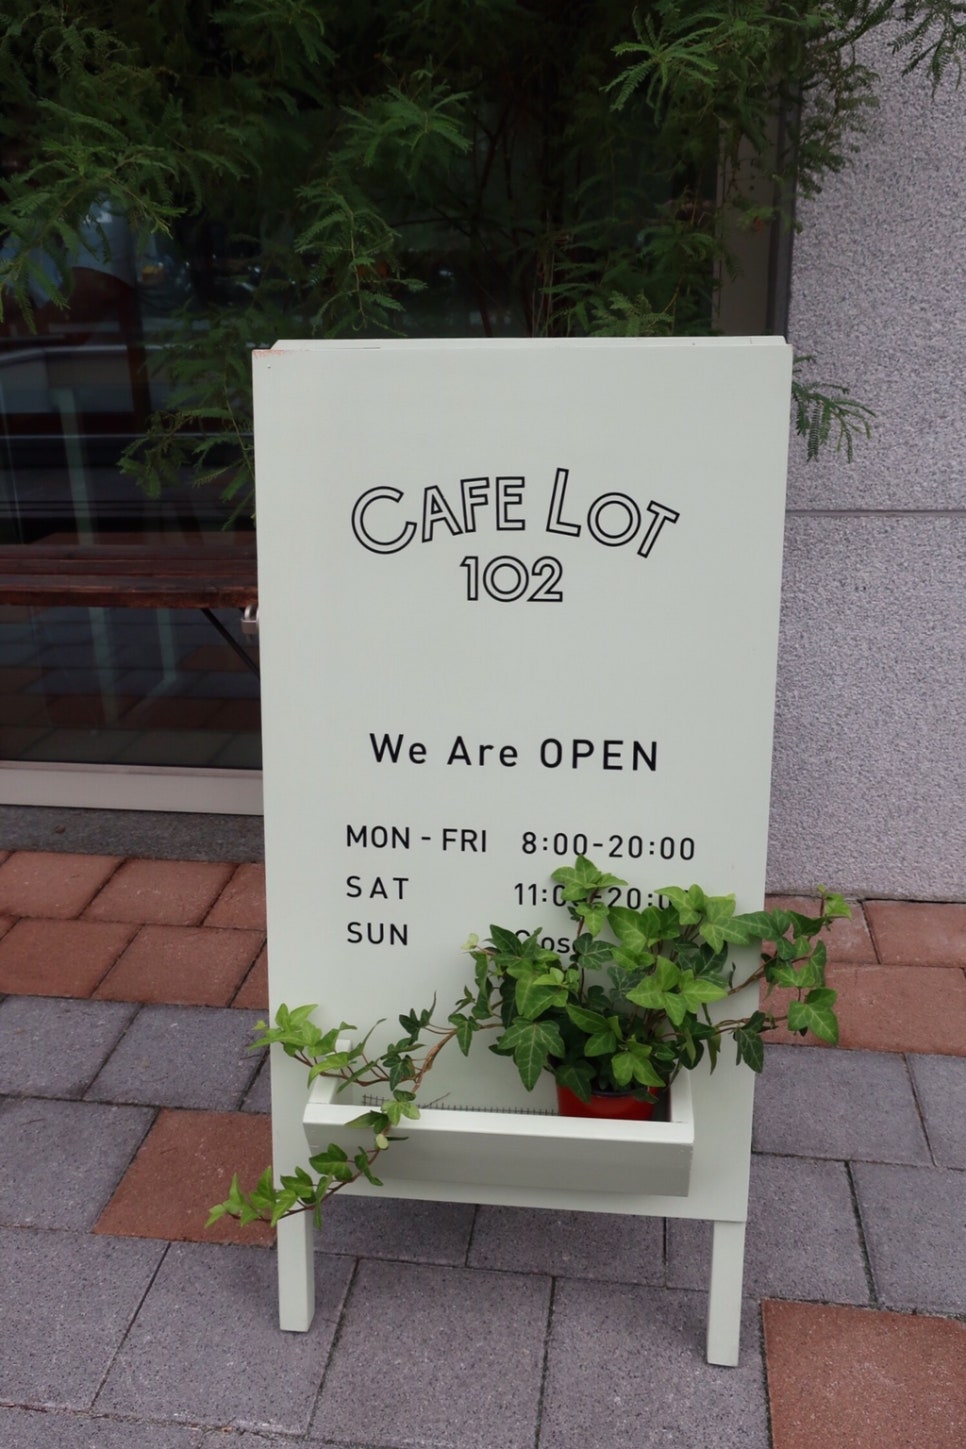 CAFE LOT
102
We Are OPEN
MON - FRI 8:00-20:00
SAT
SUN